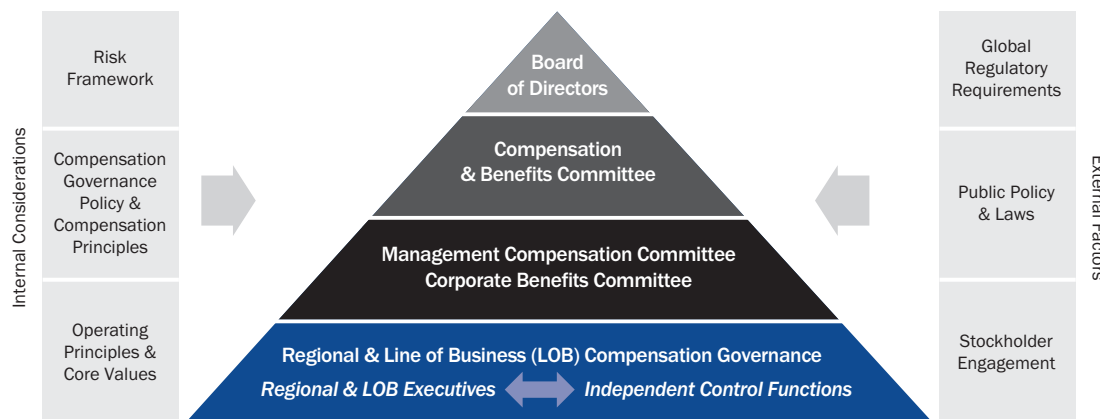 Internal Considerations
Risk
Framework
Compensation
Governance
Policy &
Compensation
Principles
Operating
Principles &
Core Values
Board
of Directors
Compensation
& Benefits Committee
Management Compensation Committee
Corporate Benefits Committee
Regional & Line of Business (LOB) Compensation Governance
Regional & LOB Executives
Independent Control Functions
Global
Regulatory
Requirements
Public Policy
& Laws
Stockholder
Engagement
External Factors